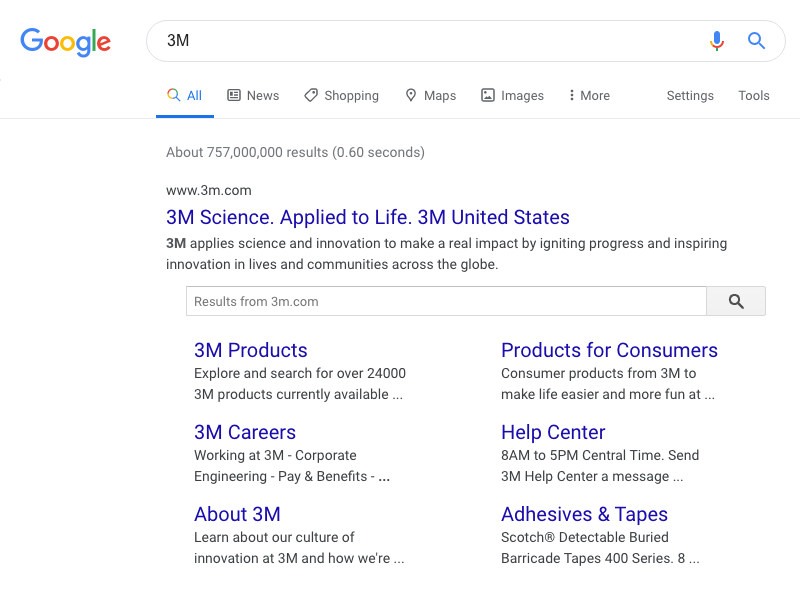 Google
3M
All News Shopping Maps Images More Settings Tools
About 757,000,000 results (0.60 seconds)
www.3m.com
3M Science. Applied to Life. 3M United States
3M applies science and innovation to make a real impact by igniting progress and inspiring
innovation in lives and communities across the globe.
Results from 3m.com
3M Products
Explore and search for over 24000
3M products currently available ...
Products for Consumers
Consumer products from 3M to
make life easier and more fun at ...
3M Careers
Working at 3M - Corporate
Engineering - Pay & Benefits - ...
Help Center
8AM to 5PM Central Time. Send
3M Help Center a message ...
About 3M
Learn about our culture of
innovation at 3M and how we're ...
Adhesives & Tapes
Scotch® Detectable Buried
Barricade Tapes 400 Series. 8 ...